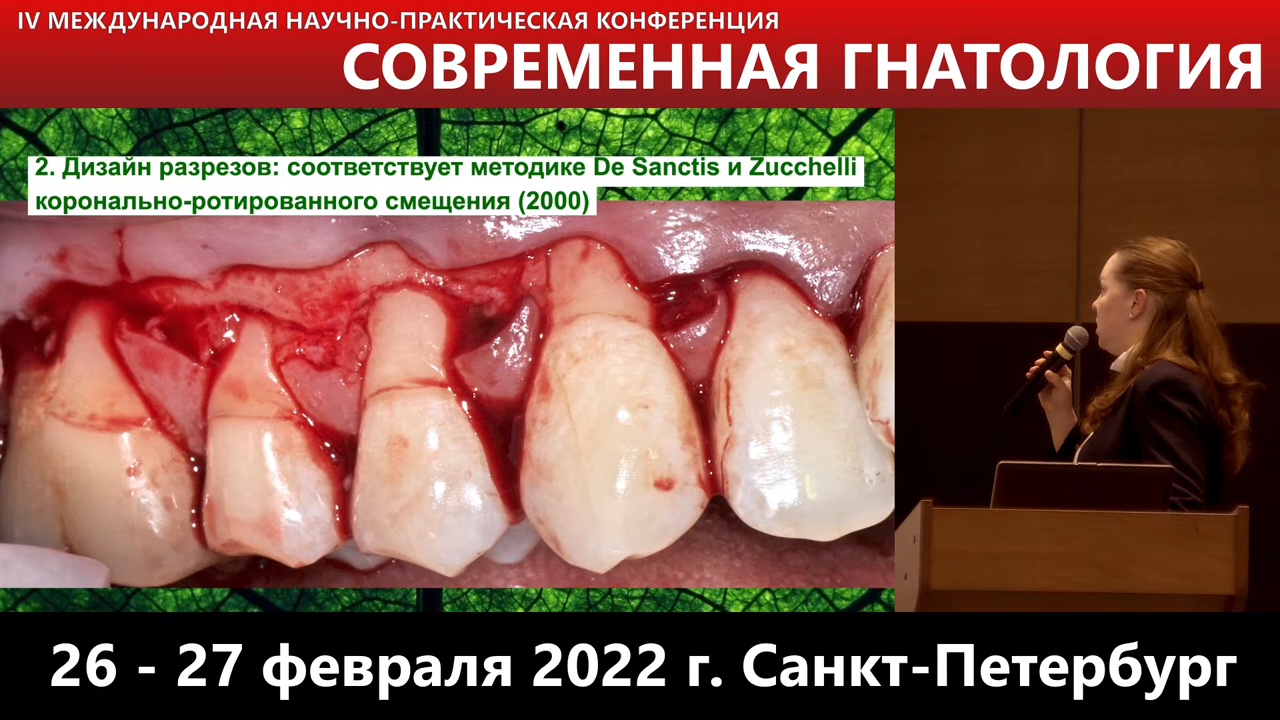 IV МЕЖДУНАРОДНАЯ НАУЧНО-ПРАКТИЧЕСКАЯ КОНФЕРЕНЦИЯ
СОВРЕМЕННАЯ ГНАТОЛОГИЯ
2. Дизайн разрезов: соответствует методике De Sanctis и Zucchelli
коронально-ротированного смещения (2000)
26 - 27 февраля 2022 г. Санкт-Петербург